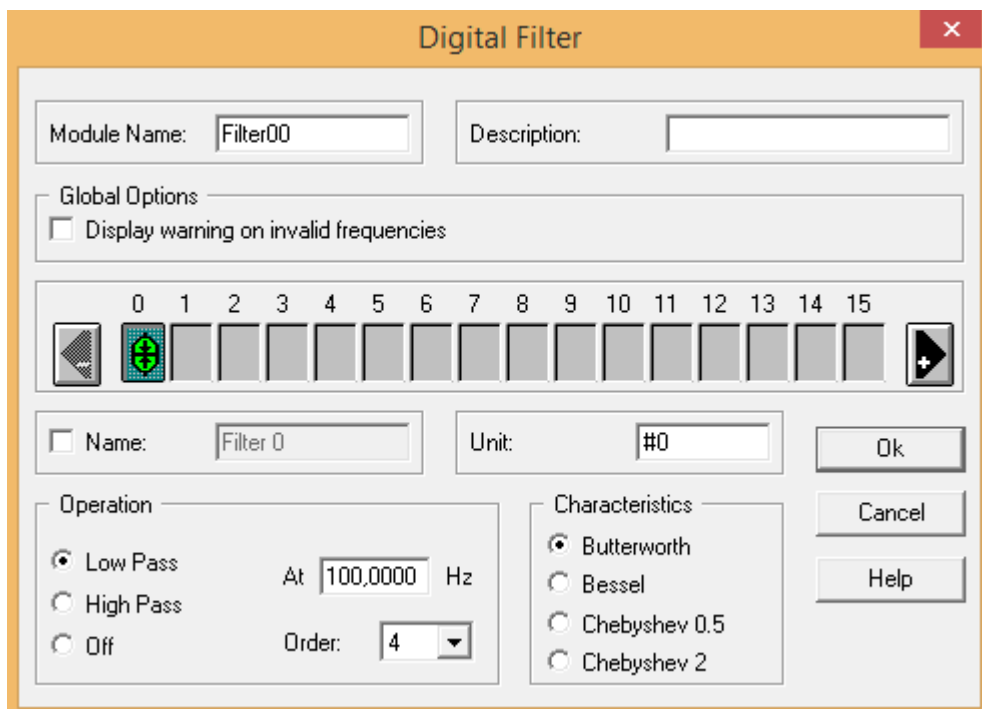 Digital Filter
Module Name: Filter00
Description:
Global Options
Display warning on invalid frequencies
0 1 2 3 4 5 6 7 8 9 10 11 12 13 14 15
Name: Filter 0
Unit: #0
Ok
Operation
Characteristics
Cancel
Low Pass
At 100,0000 Hz
Butterworth
Help
High Pass
Bessel
Off
Order: 4
Chebyshev 0.5
Chebyshev 2